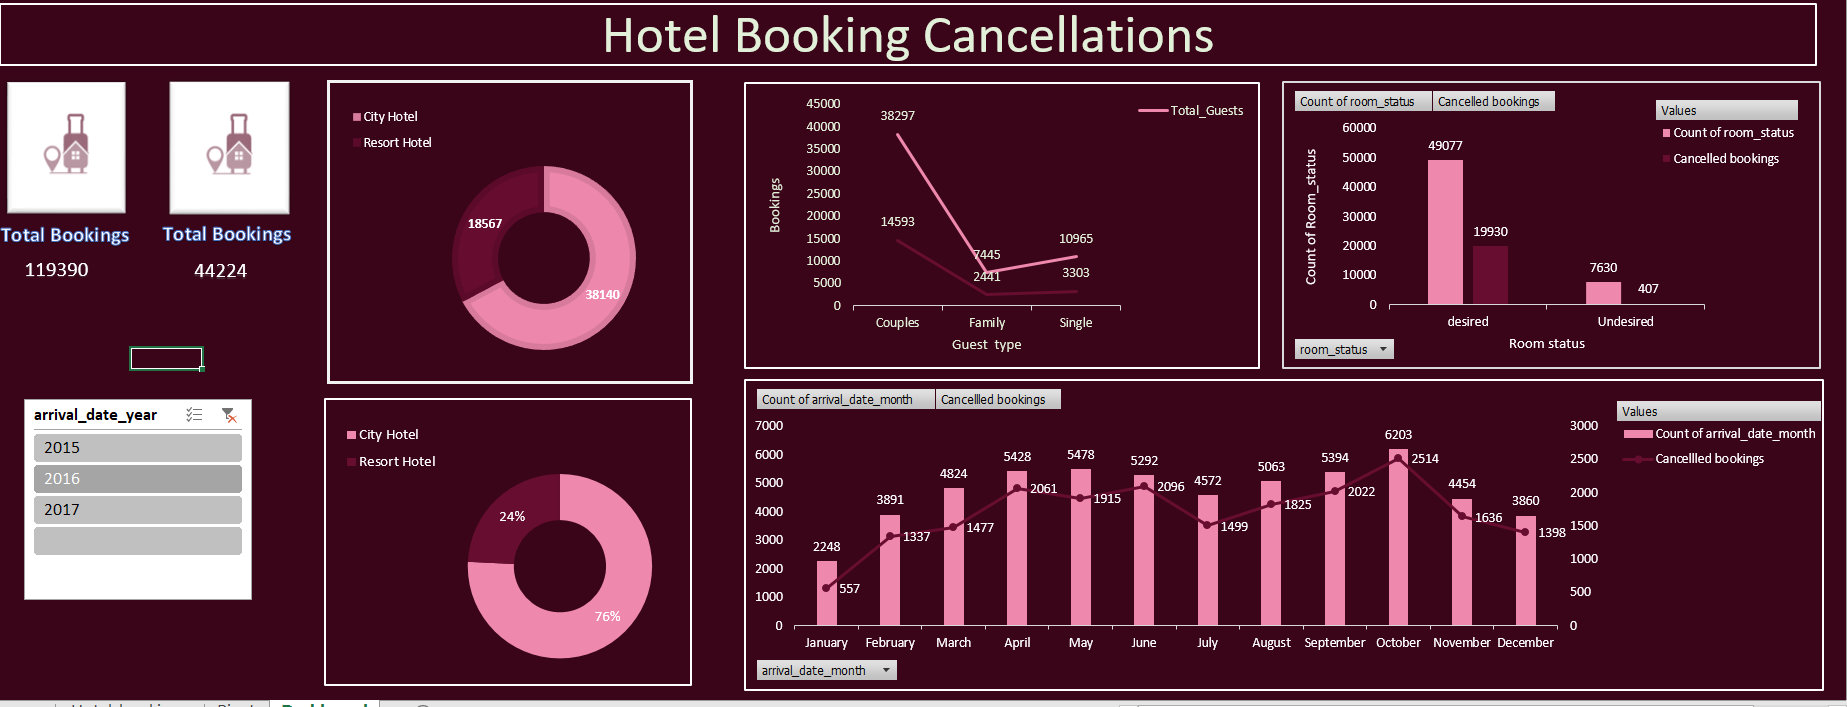 Hotel Booking Cancellations
Total Bookings
119390
Total Bookings
44224
arrival_date_year
2015
2016
2017
City Hotel
Resort Hotel
18567
38140
City Hotel
Resort Hotel
24%
76%
Total_Guests
Bookings
45000
40000
35000
30000
25000
20000
15000
10000
5000
0
38297
14593
7445
2441
10965
3303
Couples Family Single
Guest type
Count of room_status Cancelled bookings
Values
Count of room_status
Cancelled bookings
Count of Room_status
60000
50000
40000
30000
20000
10000
0
49077
19930
7630
407
desired Undesired
Room status
room_status
Count of arrival_date_month Cancellled bookings
Values
Count of arrival_date_month
Cancellled bookings
7000
6000
5000
4000
3000
2000
1000
0
2248 3891 4824 5428 5478 5292 4572 5063 5394 6203 4454 3860
557 1337 1477 2061 1915 2096 1499 1825 2022 2514 1636 1398
3000
2500
2000
1500
1000
500
0
January February March April May June July August September October November December
arrival_date_month